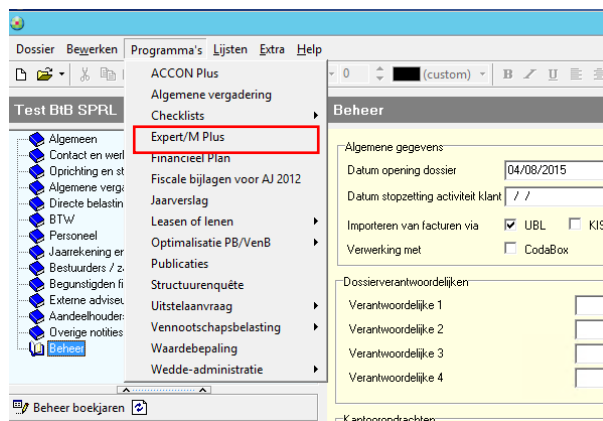 Dossier Bewerken Programma's Lijsten Extra Help
0 (custom) B Z U
Test BtB SPRL
Algemeen
Contact en werl
Oprichting en st
Algemene verga
Directe belastin
BTW
Personeel
Jaarrekening er
Bestuurders / z
Begunstigden fi
Externe adviseu
Aandeelhouder
Overige notities
Beheer
Beheer boekjaren
ACCON Plus
Algemene vergadering
Checklists
Expert/M Plus
Financieel Plan
Fiscale bijlagen voor AJ 2012
Jaarverslag
Leasen of lenen
Optimalisatie PB/VenB
Publicaties
Structuurenquête
Uitstelaanvraag
Vennootschapsbelasting
Waardebepaling
Wedde-administratie
Beheer
Algemene gegevens
Datum opening dossier 04/08/2015
Datum stopzetting activiteit klant / /
Importeren van facturen via UBL KIS
Verwerking met CodaBox
Dossierverantwoordelijken
Verantwoordelijke 1
Verantwoordelijke 2
Verantwoordelijke 3
Verantwoordelijke 4
Kantooropdrachten